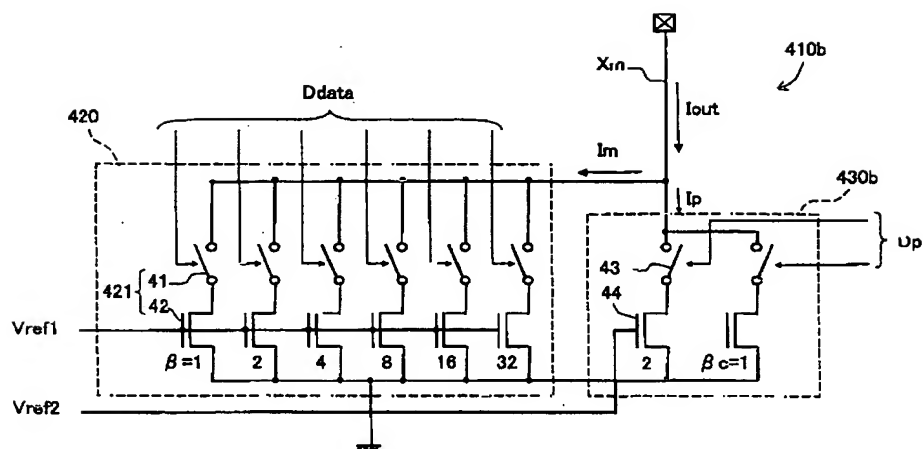 410b
Xm
Ddata
Iout
420
Im
Ip
430b
Dp
41
421
42
43
44
Vref1
β=1 2 4 8 16 32 2 βc=1
Vref2